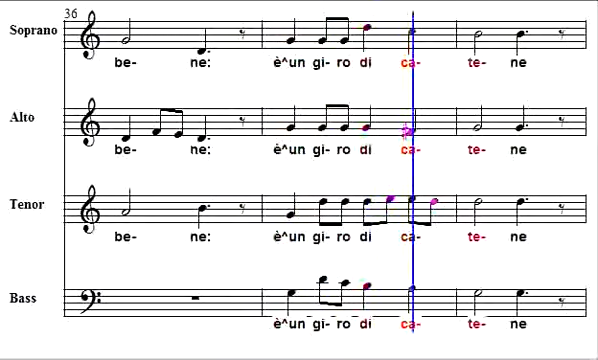 36
Soprano
be- ne: è^un gi- ro di ca- te- ne
Alto
be- ne: è^un gi- ro di ca- te- ne
Tenor
be- ne: è^un gi- ro di ca- te- ne
Bass
è^un gi- ro di ca- te- ne